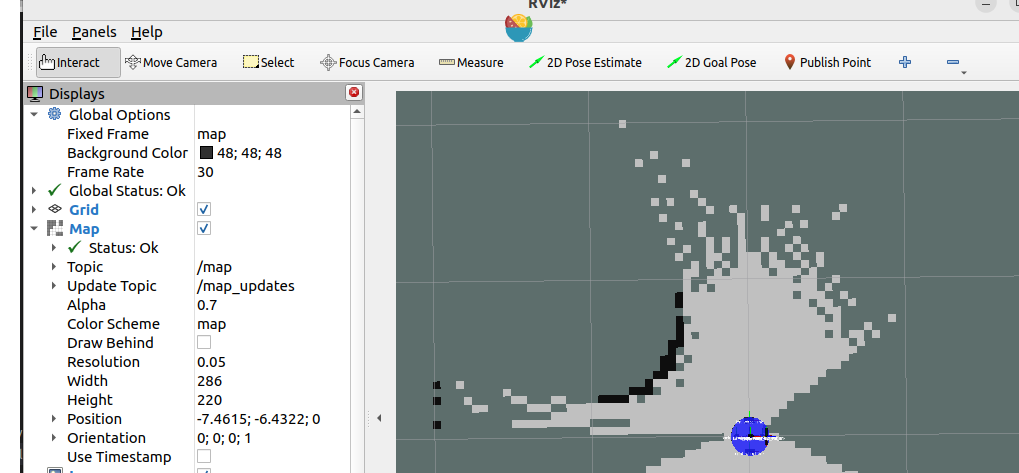 RViz*
File Panels Help
Interact Move Camera Select Focus Camera Measure 2D Pose Estimate 2D Goal Pose Publish Point
Displays
Global Options
Fixed Frame map
Background Color 48; 48; 48
Frame Rate 30
Global Status: Ok
Grid
Map
Status: Ok
Topic /map
Update Topic /map_updates
Alpha 0.7
Color Scheme map
Draw Behind
Resolution 0.05
Width 286
Height 220
Position -7.4615; -6.4322; 0
Orientation 0; 0; 0; 1
Use Timestamp